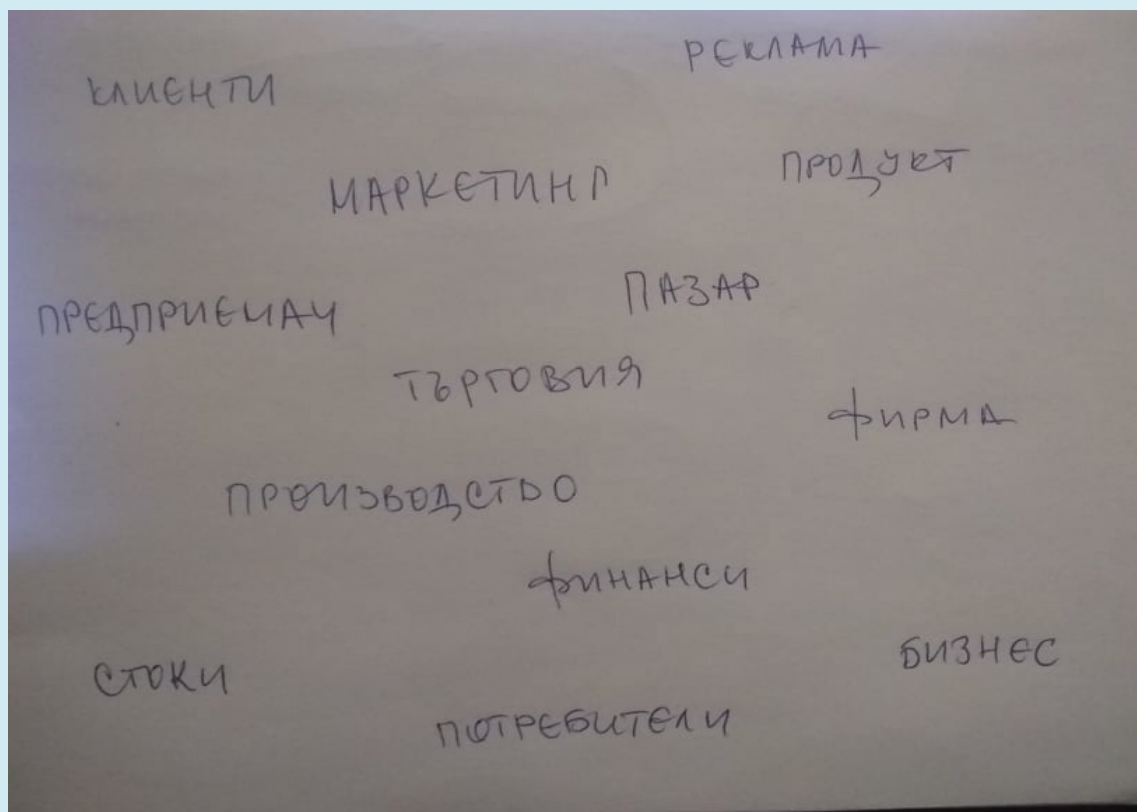 РЕКЛАМА
КЛИЕНТИ
ПРОДУКТ
МАРКЕТИНГ
ПАЗАР
ПРЕДПРИЕМАЧ
ТЪРГОВИЯ
ФИРМА
ПРОИЗВОДСТВО
ФИНАНСИ
БИЗНЕС
СТОКИ
ПОТРЕБИТЕЛИ